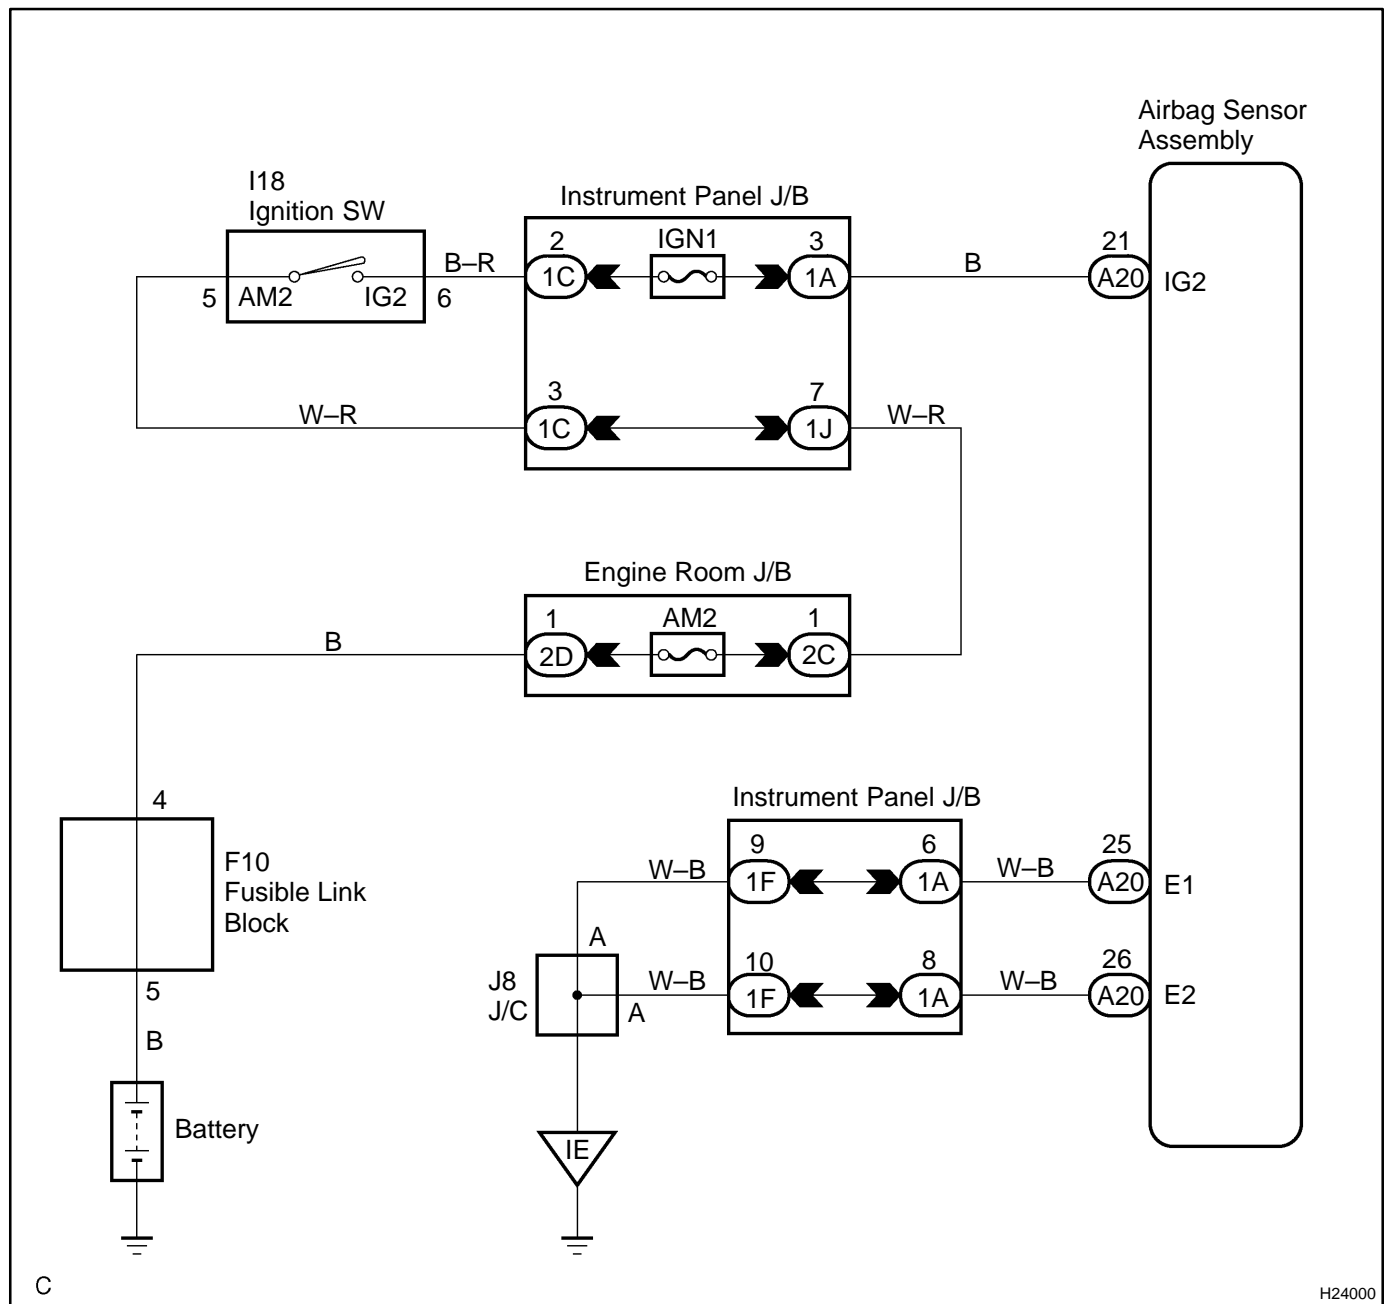 Airbag Sensor
Assembly
I18
Ignition SW
Instrument Panel J/B
2
IGN1
3
21
B–R
1C
1A
B
A20
IG2
5
AM2
IG2
6
3
7
W–R
1C
1J
W–R
Engine Room J/B
1
AM2
1
B
2D
2C
4
Instrument Panel J/B
F10
Fusible Link
Block
9
6
25
W–B
1F
1A
W–B
A20
E1
A
10
8
26
5
J8
J/C
W–B
1F
1A
W–B
A20
E2
A
B
Battery
IE
C
H24000